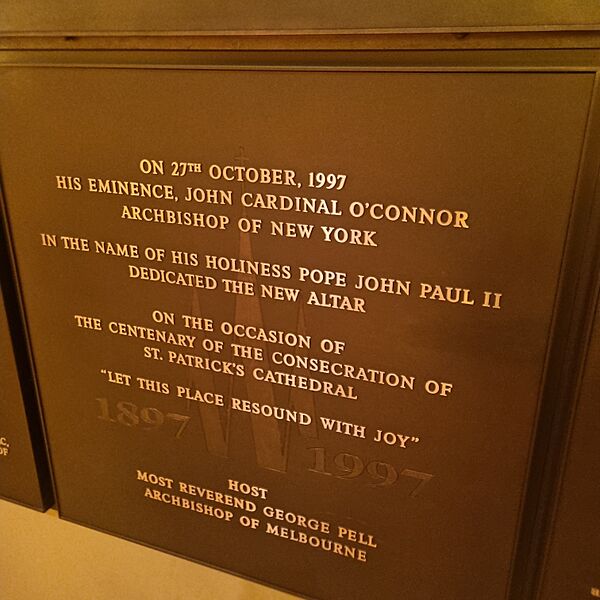 ON 27TH OCTOBER, 1997
HIS EMINENCE, JOHN CARDINAL O'CONNOR
ARCHBISHOP OF NEW YORK
IN THE NAME OF HIS HOLINESS POPE JOHN PAUL II
DEDICATED THE NEW ALTAR
ON THE OCCASION OF
THE CENTENARY OF THE CONSECRATION OF
ST. PATRICK'S CATHEDRAL
"LET THIS PLACE RESOUND WITH JOY"
1897 1997
HOST
MOST REVEREND GEORGE PELL
ARCHBISHOP OF MELBOURNE